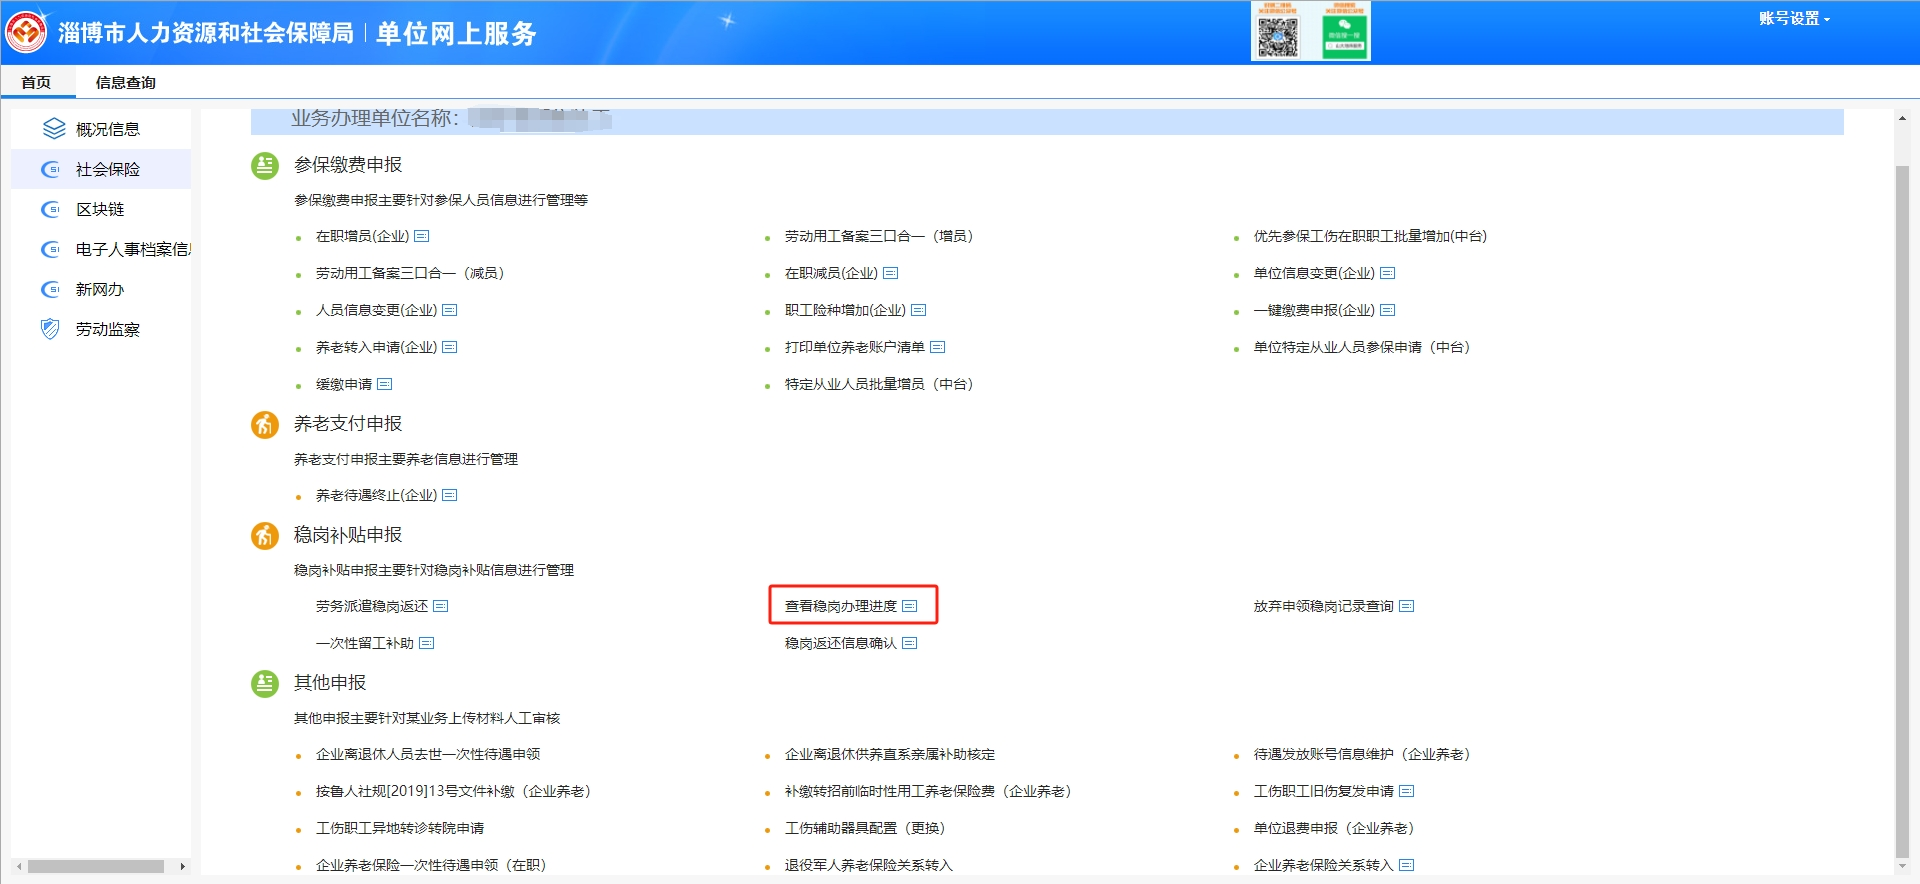 淄博市人力资源和社会保障局 | 单位网上服务
账号设置
首页 信息查询
概况信息
社会保险
区块链
电子人事档案信息
新网办
劳动监察
业务办理单位名称：
参保缴费申报
参保缴费申报主要针对参保人员信息进行管理等
在职增员(企业) 劳动用工备案三口合一（增员） 优先参保工伤在职职工批量增加(中台)
劳动用工备案三口合一（减员） 在职减员(企业) 单位信息变更(企业)
人员信息变更(企业) 职工险种增加(企业) 一键缴费申报(企业)
养老转入申请(企业) 打印单位养老账户清单 单位特定从业人员参保申请（中台）
缓缴申请 特定从业人员批量增员（中台）
养老支付申报
养老支付申报主要养老信息进行管理
养老待遇终止(企业)
稳岗补贴申报
稳岗补贴申报主要针对稳岗补贴信息进行管理
劳务派遣稳岗返还 查看稳岗办理进度 放弃申领稳岗记录查询
一次性留工补助 稳岗返还信息确认
其他申报
其他申报主要针对某业务上传材料人工审核
企业离退休人员去世一次性待遇申领 企业离退休供养直系亲属补助核定 待遇发放账号信息维护（企业养老）
按鲁人社规[2019]13号文件补缴（企业养老） 补缴转招前临时性用工养老保险费（企业养老） 工伤职工旧伤复发申请
工伤职工异地转诊转院申请 工伤辅助器具配置（更换） 单位退费申报（企业养老）
企业养老保险一次性待遇申领（在职） 退役军人养老保险关系转入 企业养老保险关系转入